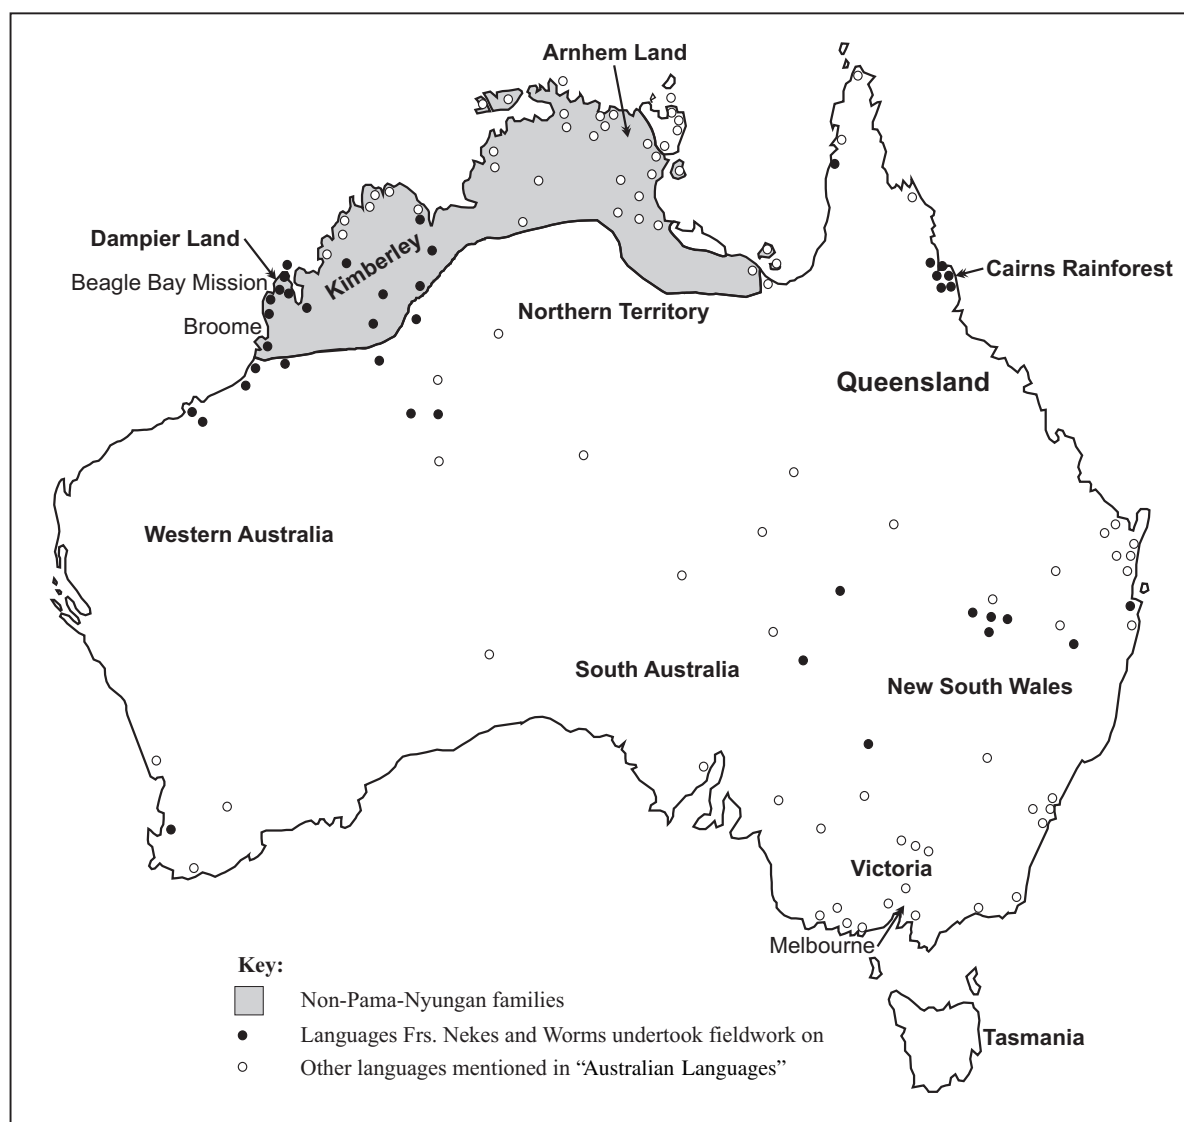 Arnhem Land
Dampier Land
Beagle Bay Mission
Kimberley
Broome
Northern Territory
Cairns Rainforest
Queensland
Western Australia
South Australia
New South Wales
Victoria
Melbourne
Tasmania
Key:
Non-Pama-Nyungan families
Languages Frs. Nekes and Worms undertook fieldwork on
Other languages mentioned in “Australian Languages”